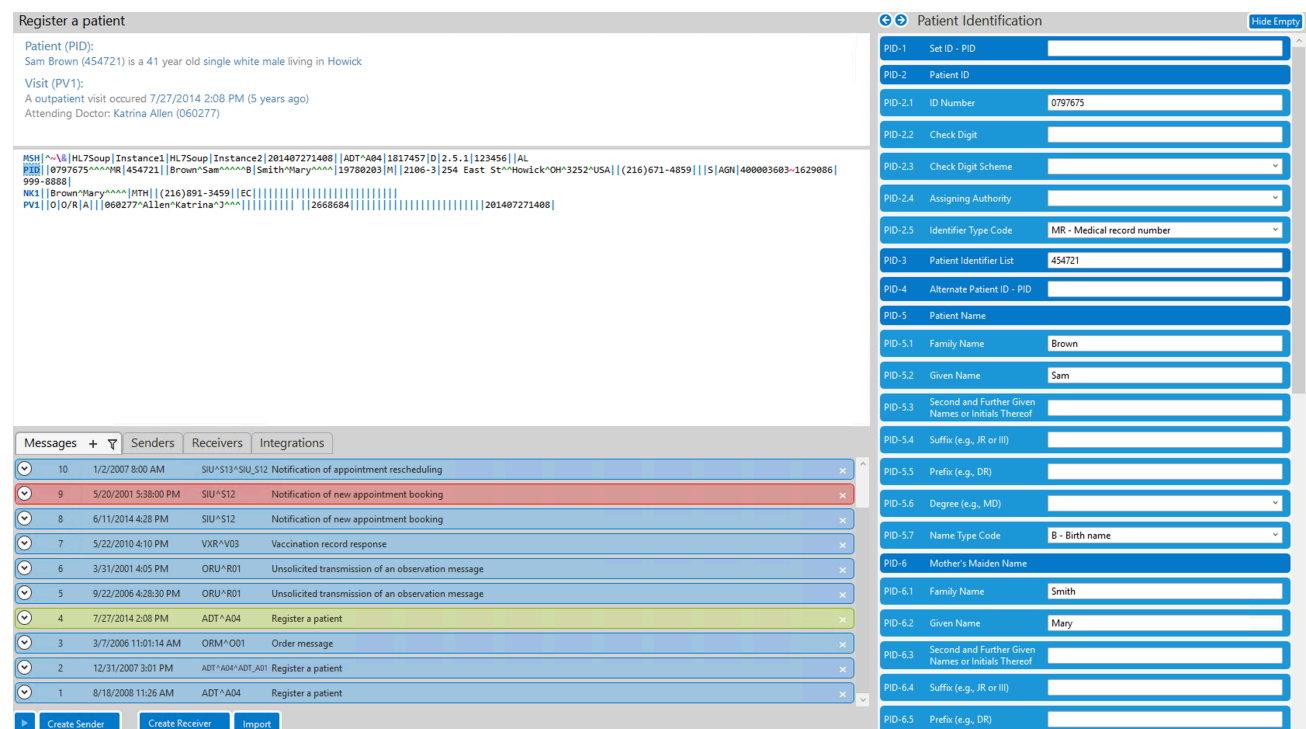 Register a patient
Patient (PID):
Sam Brown (454721) is a 41 year old single white male living in Howick
Visit (PV1):
A outpatient visit occured 7/27/2014 2:08 PM (5 years ago)
Attending Doctor: Katrina Allen (060277)
MSH|^~\&|HL7Soup|Instance1|HL7Soup|Instance2|201407271408||ADT^A04|1817457|D|2.5.1|123456||AL
PID||0797675^^^^MR|454721||Brown^Sam^^^^^B|Smith^Mary^^^^|19780203|M||2106-3|254 East St^^Howick^OH^3252^USA||(216)671-4859|||S|AGN|400003603~1629086|
999-8888|
NK1||Brown^Mary^^^^|MTH||(216)891-3459||EC|||||||||||||||||||||||||||
PV1||O|O/R|A|||060277^Allen^Katrina^J^^^|||||||||| ||2668684|||||||||||||||||||||||||201407271408|
Messages + Senders Receivers Integrations
10 1/2/2007 8:00 AM SIU^S13^SIU_S12 Notification of appointment rescheduling ×
9 5/20/2001 5:38:00 PM SIU^S12 Notification of new appointment booking ×
8 6/11/2014 4:28 PM SIU^S12 Notification of new appointment booking ×
7 5/22/2010 4:10 PM VXR^V03 Vaccination record response ×
6 3/31/2001 4:05 PM ORU^R01 Unsolicited transmission of an observation message ×
5 9/22/2006 4:28:30 PM ORU^R01 Unsolicited transmission of an observation message ×
4 7/27/2014 2:08 PM ADT^A04 Register a patient ×
3 3/7/2006 11:01:14 AM ORM^O01 Order message ×
2 12/31/2007 3:01 PM ADT^A04^ADT_A01 Register a patient ×
1 8/18/2008 11:26 AM ADT^A04 Register a patient ×
Create Sender Create Receiver Import
Patient Identification Hide Empty
PID-1 Set ID - PID
PID-2 Patient ID
PID-2.1 ID Number 0797675
PID-2.2 Check Digit
PID-2.3 Check Digit Scheme
PID-2.4 Assigning Authority
PID-2.5 Identifier Type Code MR - Medical record number
PID-3 Patient Identifier List 454721
PID-4 Alternate Patient ID - PID
PID-5 Patient Name
PID-5.1 Family Name Brown
PID-5.2 Given Name Sam
PID-5.3 Second and Further Given
Names or Initials Thereof
PID-5.4 Suffix (e.g., JR or III)
PID-5.5 Prefix (e.g., DR)
PID-5.6 Degree (e.g., MD)
PID-5.7 Name Type Code B - Birth name
PID-6 Mother's Maiden Name
PID-6.1 Family Name Smith
PID-6.2 Given Name Mary
PID-6.3 Second and Further Given
Names or Initials Thereof
PID-6.4 Suffix (e.g., JR or III)
PID-6.5 Prefix (e.g., DR)